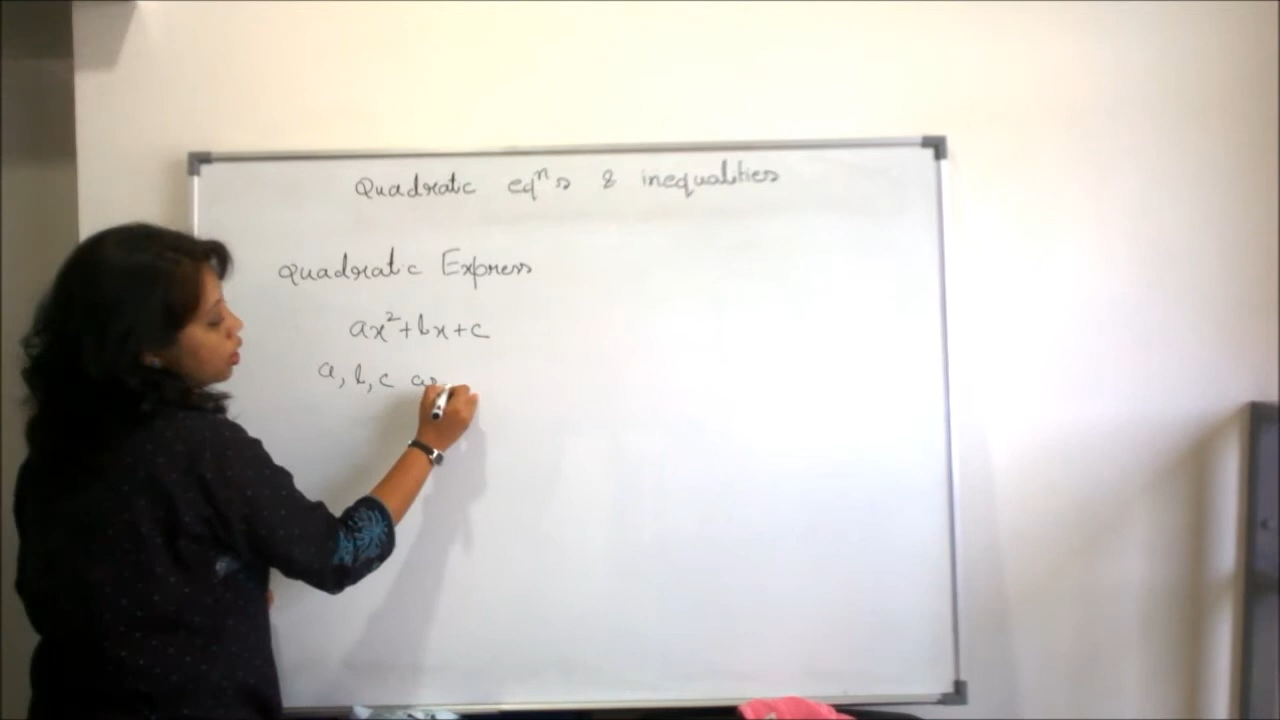 Quadratic eqⁿs & inequalities
Quadratic Express
ax²+bx+c
a, b, c